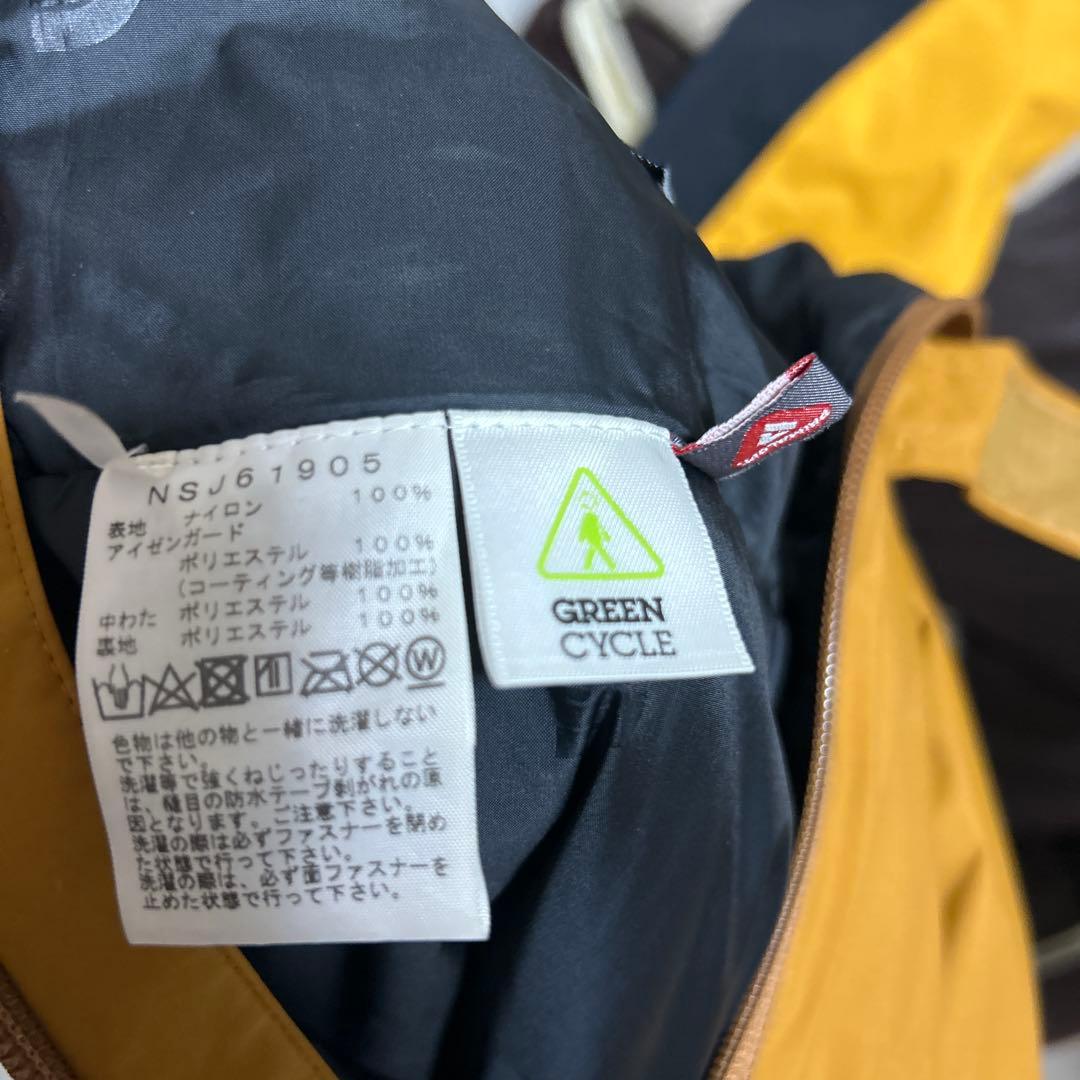 NSJ61905
表地 ナイロン 100%
アイゼンガード
ポリエステル 100%
(コーティング等樹脂加工)
中わた ポリエステル 100%
裏地 ポリエステル 100%
W
色物は他の物と一緒に洗濯しない
で下さい。
洗濯等で強くねじったりすること
は、縫目の防水テープ剥がれの原
因となります。ご注意下さい。
洗濯の際は必ずファスナーを閉め
た状態で行って下さい。
洗濯の際は、必ず面ファスナーを
止めた状態で行って下さい。
GREEN
CYCLE
PRIMALOFT